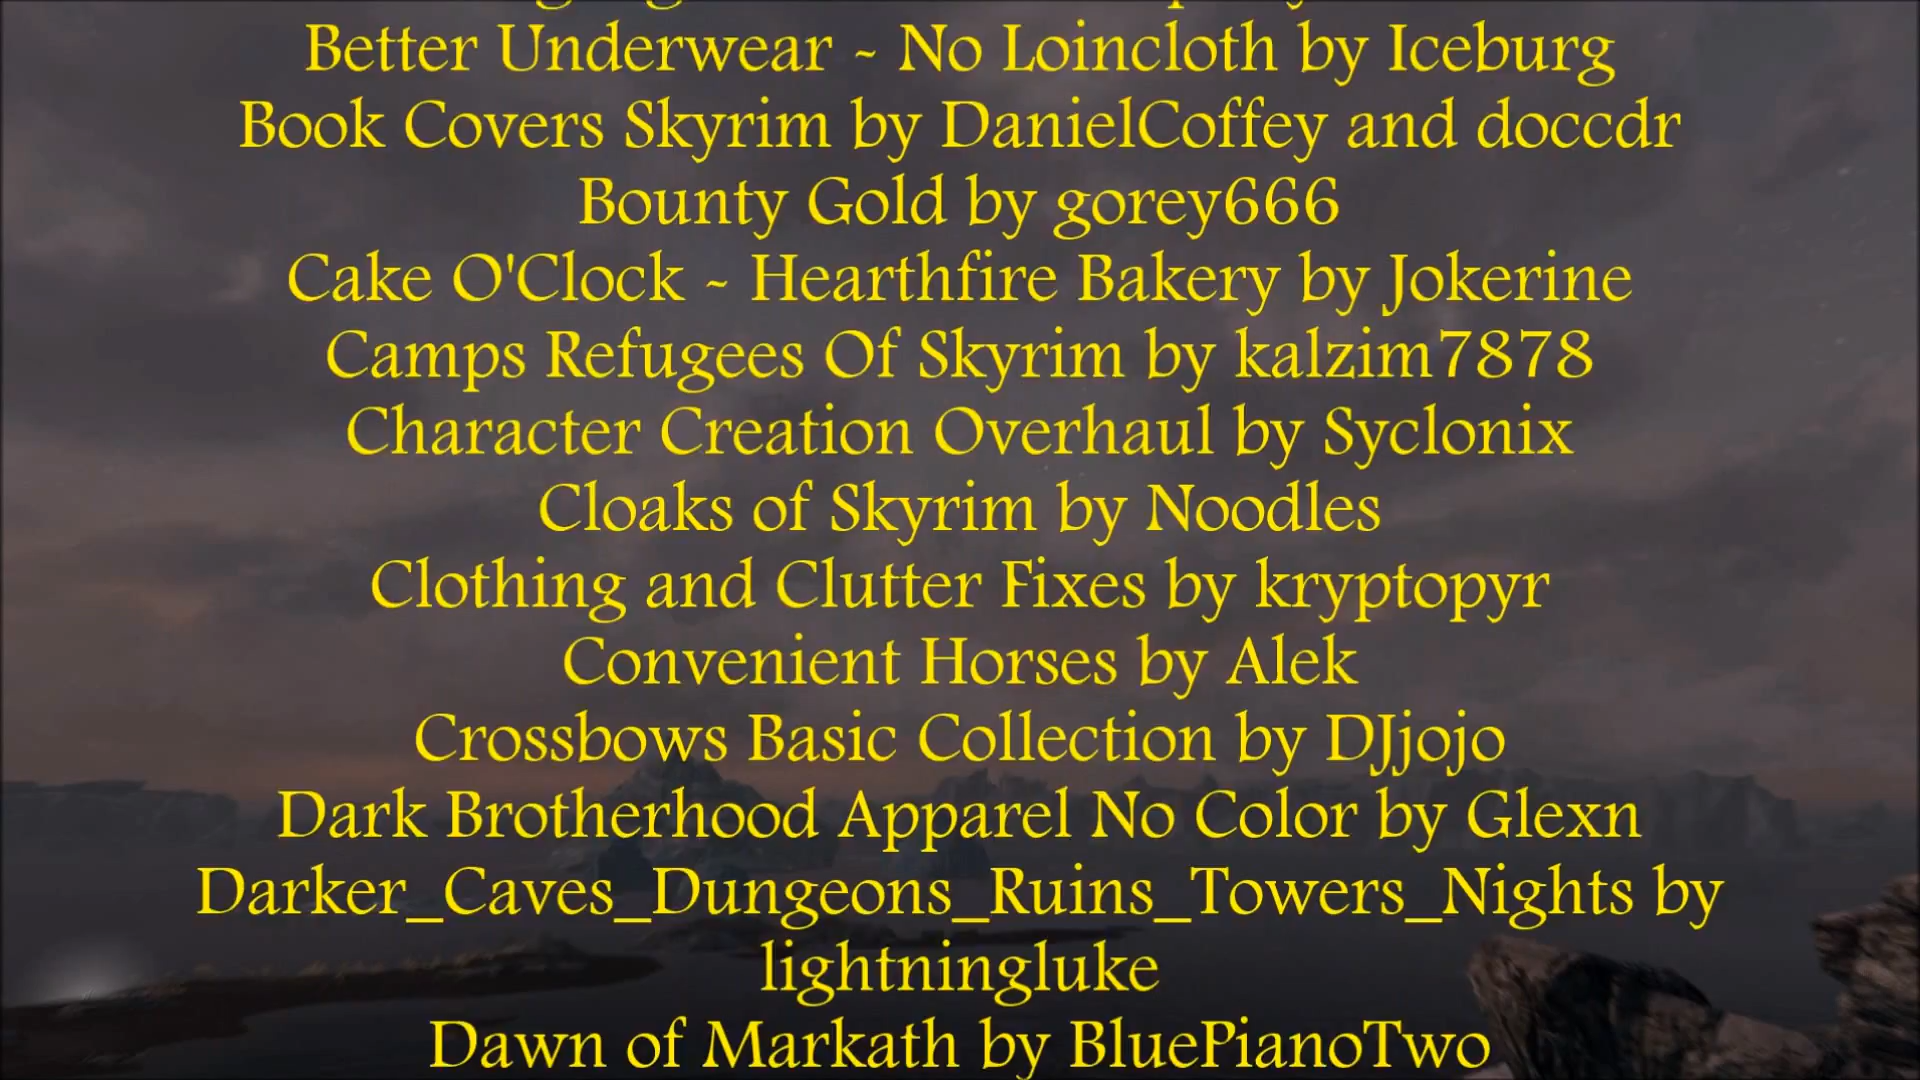 Better Underwear - No Loincloth by Iceburg
Book Covers Skyrim by DanielCoffey and doccdr
Bounty Gold by gorey666
Cake O'Clock - Hearthfire Bakery by Jokerine
Camps Refugees Of Skyrim by kalzim7878
Character Creation Overhaul by Syclonix
Cloaks of Skyrim by Noodles
Clothing and Clutter Fixes by kryptopyr
Convenient Horses by Alek
Crossbows Basic Collection by DJjojo
Dark Brotherhood Apparel No Color by Glexn
Darker_Caves_Dungeons_Ruins_Towers_Nights by
lightningluke
Dawn of Markath by BluePianoTwo